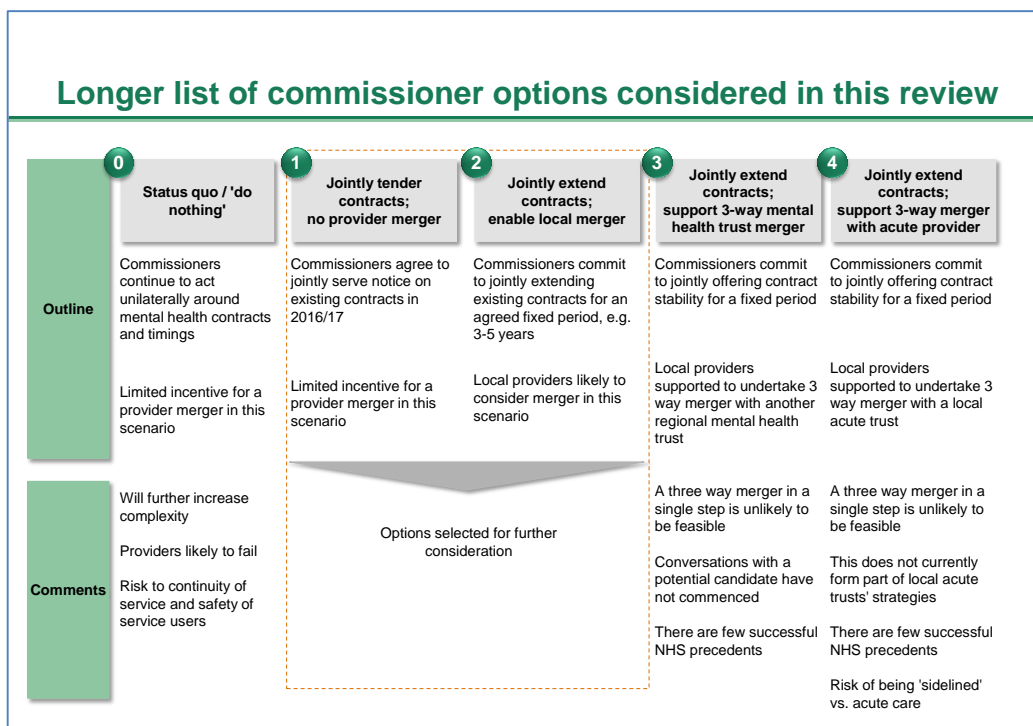 Longer list of commissioner options considered in this review
0
Status quo / 'do
nothing'
1
Jointly tender
contracts;
no provider merger
2
Jointly extend
contracts;
enable local merger
3
Jointly extend
contracts;
support 3-way mental
health trust merger
4
Jointly extend
contracts;
support 3-way merger
with acute provider
Outline
Commissioners
continue to act
unilaterally around
mental health contracts
and timings
Limited incentive for a
provider merger in this
scenario
Commissioners agree to
jointly serve notice on
existing contracts in
2016/17
Limited incentive for a
provider merger in this
scenario
Commissioners commit
to jointly extending
existing contracts for an
agreed fixed period, e.g.
3-5 years
Local providers likely to
consider merger in this
scenario
Commissioners commit
to jointly offering contract
stability for a fixed period
Local providers
supported to undertake 3
way merger with another
regional mental health
trust
Commissioners commit
to jointly offering contract
stability for a fixed period
Local providers
supported to undertake 3
way merger with a local
acute trust
Comments
Will further increase
complexity
Providers likely to fail
Risk to continuity of
service and safety of
service users
Options selected for further
consideration
A three way merger in a
single step is unlikely to
be feasible
Conversations with a
potential candidate have
not commenced
There are few successful
NHS precedents
A three way merger in a
single step is unlikely to
be feasible
This does not currently
form part of local acute
trusts' strategies
There are few successful
NHS precedents
Risk of being 'sidelined'
vs. acute care